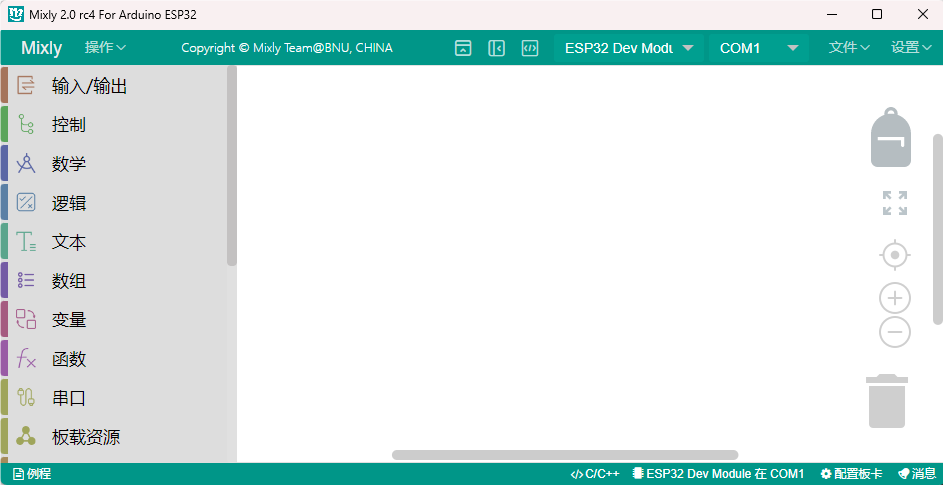 Mixly 2.0 rc4 For Arduino ESP32
Mixly 操作 Copyright © Mixly Team@BNU, CHINA ESP32 Dev Modu COM1 文件 设置
输入/输出
控制
数学
逻辑
文本
数组
变量
函数
串口
板载资源
例程 C/C++ ESP32 Dev Module 在 COM1 配置板卡 消息